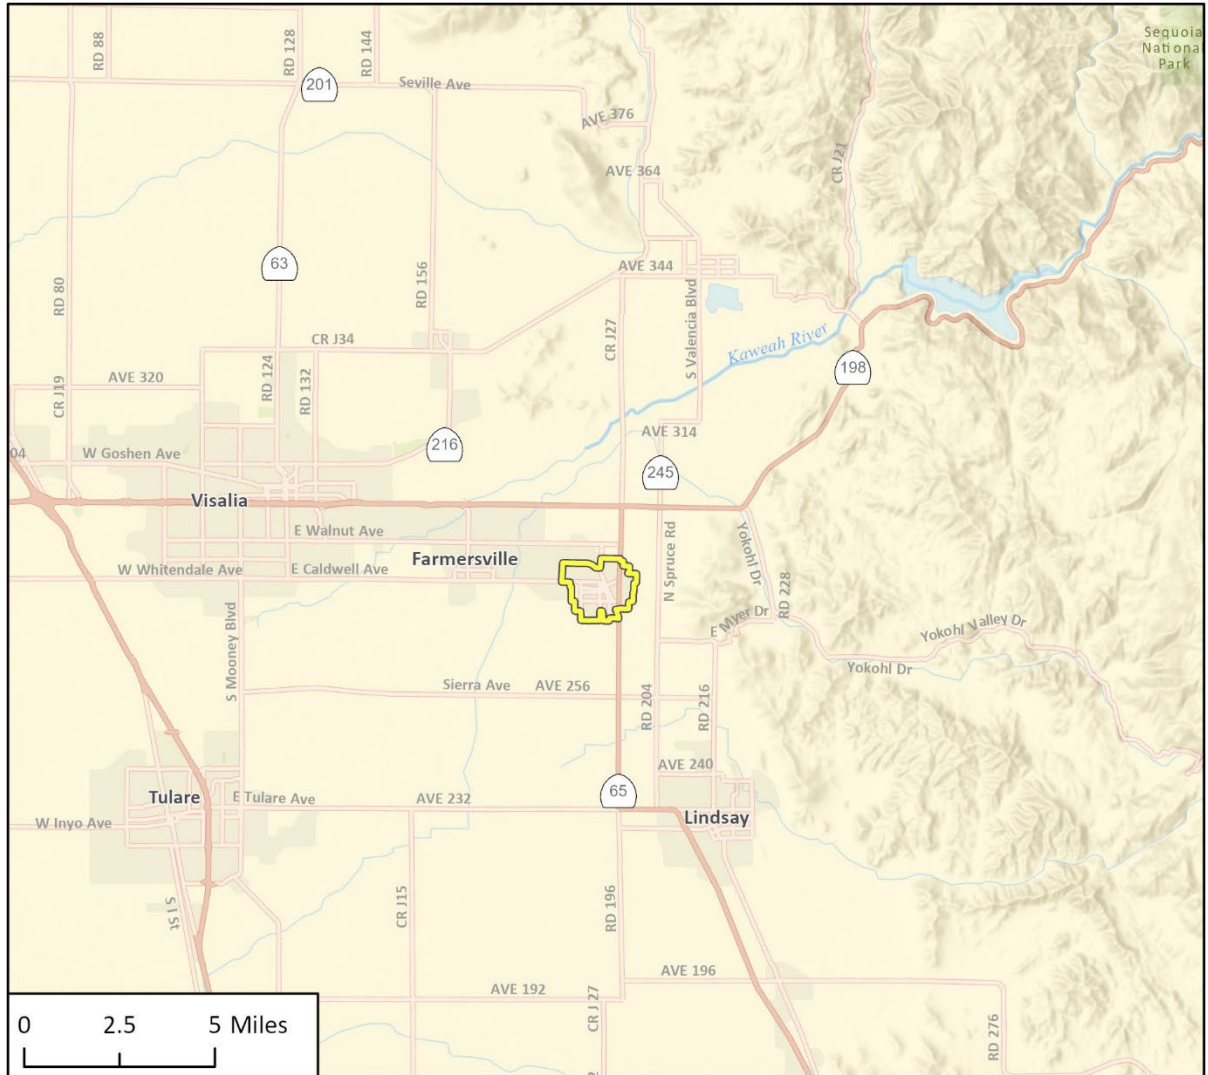 RD 88
RD 128
RD 144
Sequoia
National
Park
201
Seville Ave
AVE 376
CR J21
AVE 364
63
RD 156
AVE 344
RD 80
S Valencia Blvd
CR J27
Kaweah River
CR J34
198
RD 124
RD 132
AVE 320
CR J19
AVE 314
216
W Goshen Ave
04
245
Visalia
E Walnut Ave
Farmersville
N Spruce Rd
Yokohl Dr
W Whitendale Ave
E Caldwell Ave
RD 228
S Mooney Blvd
E Myer Dr
Yokohl Valley Dr
Yokohl Dr
Sierra Ave
AVE 256
RD 204
RD 216
AVE 240
Tulare
E Tulare Ave
AVE 232
65
Lindsay
W Inyo Ave
S I St
CR J15
RD 196
AVE 196
AVE 192
CR J 27
RD 276
0 2.5 5 Miles